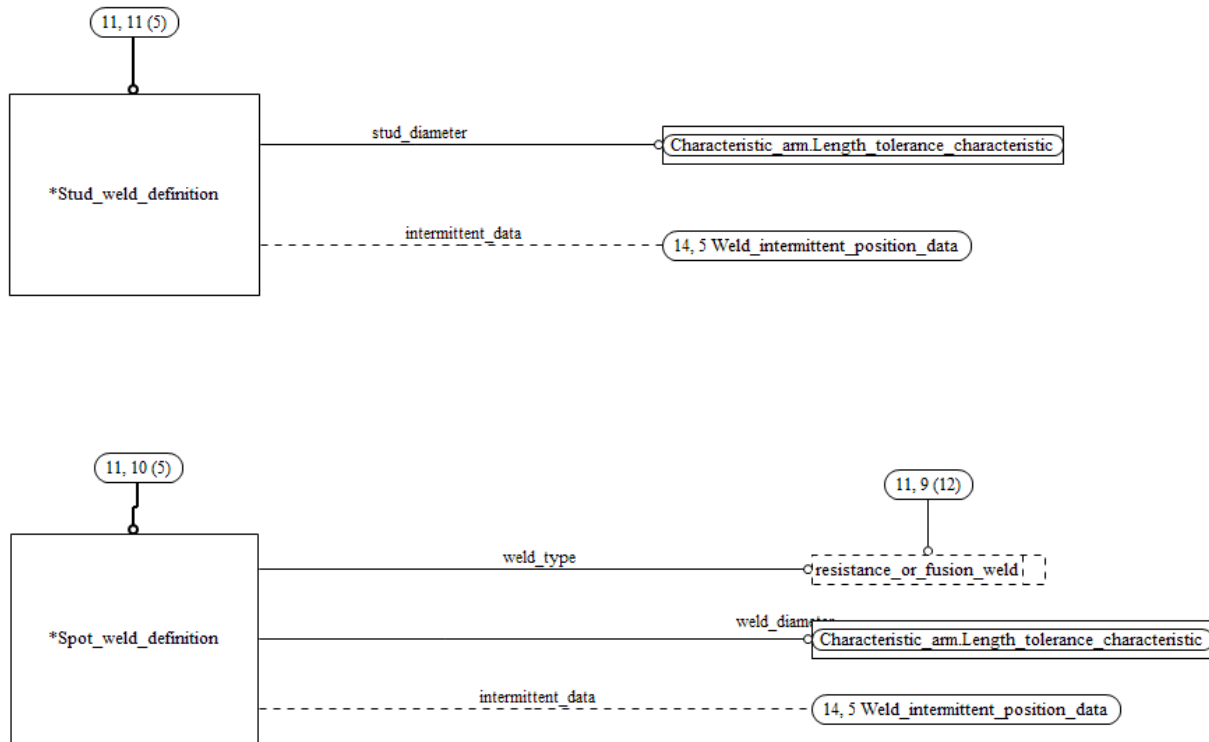 11, 11 (5)
stud_diameter
Characteristic_arm.Length_tolerance_characteristic
*Stud_weld_definition
intermittent_data
14, 5 Weld_intermittent_position_data
11, 10 (5)
11, 9 (12)
weld_type
resistance_or_fusion_weld
*Spot_weld_definition
weld_diameter
Characteristic_arm.Length_tolerance_characteristic
intermittent_data
14, 5 Weld_intermittent_position_data